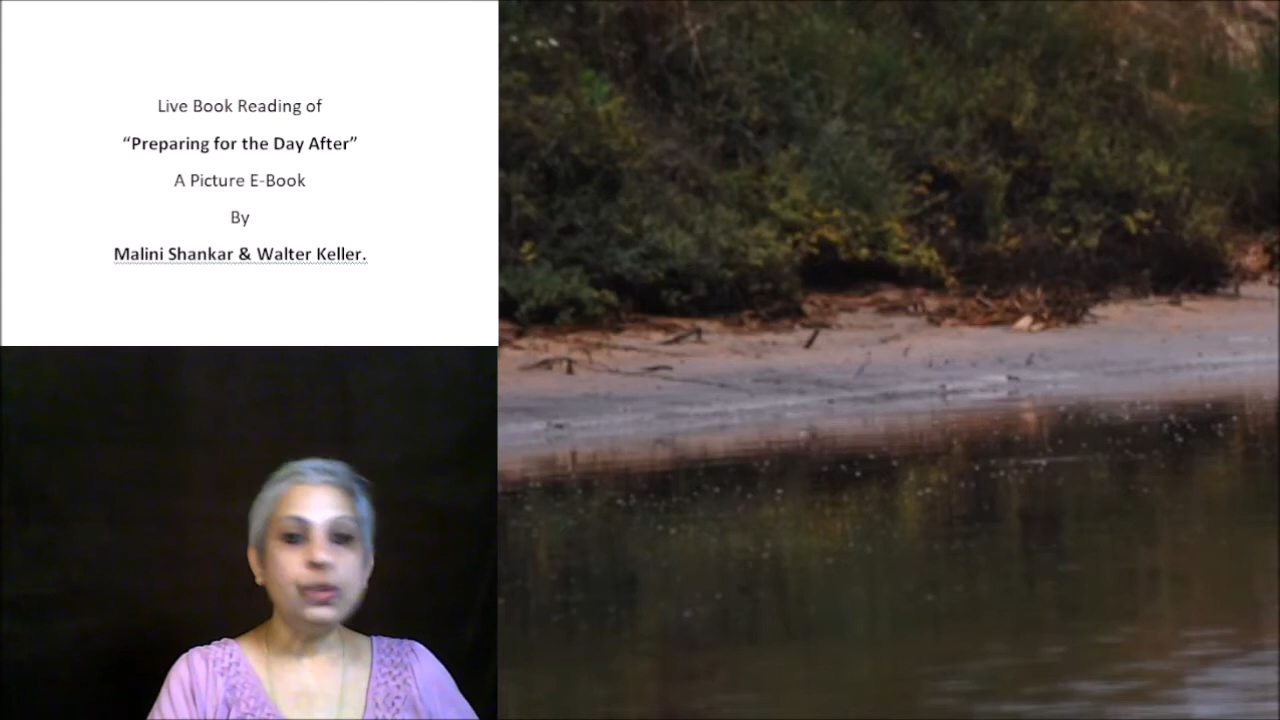 Live Book Reading of
“Preparing for the Day After”
A Picture E-Book
By
Malini Shankar & Walter Keller.